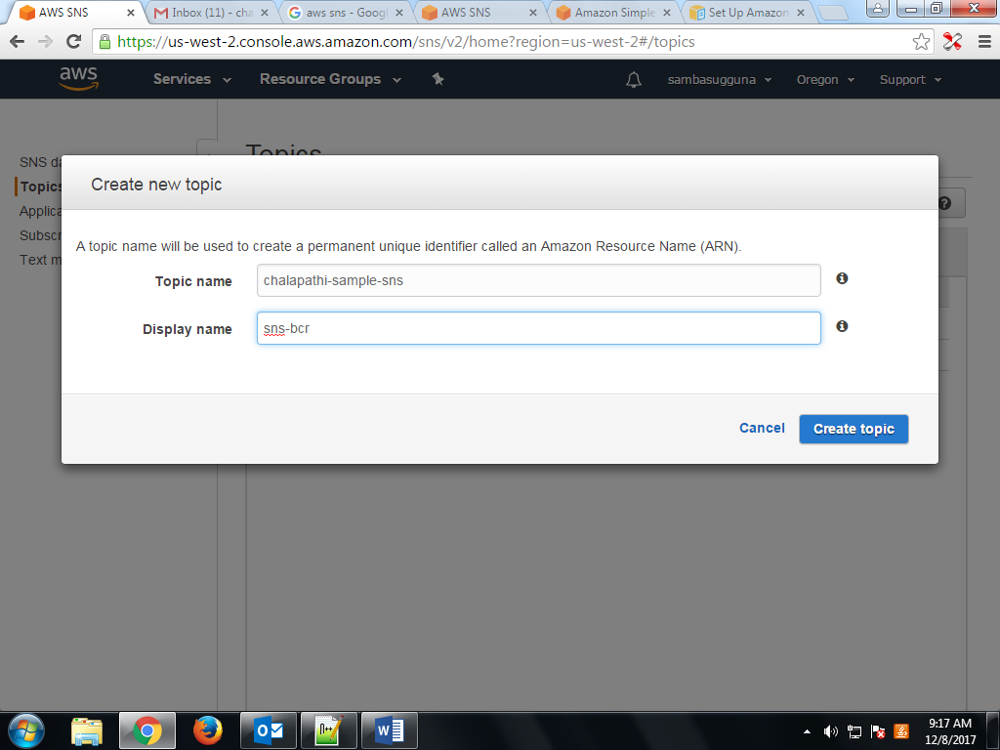 AWS SNS
Inbox (11) - cha
aws sns - Googl
AWS SNS
Amazon Simple
Set Up Amazon
https://us-west-2.console.aws.amazon.com/sns/v2/home?region=us-west-2#/topics
aws
Services
Resource Groups
sambasugguna
Oregon
Support
Topics
SNS da
Topics
Applica
Subscr
Text m
Create new topic
A topic name will be used to create a permanent unique identifier called an Amazon Resource Name (ARN).
Topic name
chalapathi-sample-sns
Display name
sns-bcr
Cancel
Create topic
9:17 AM
12/8/2017